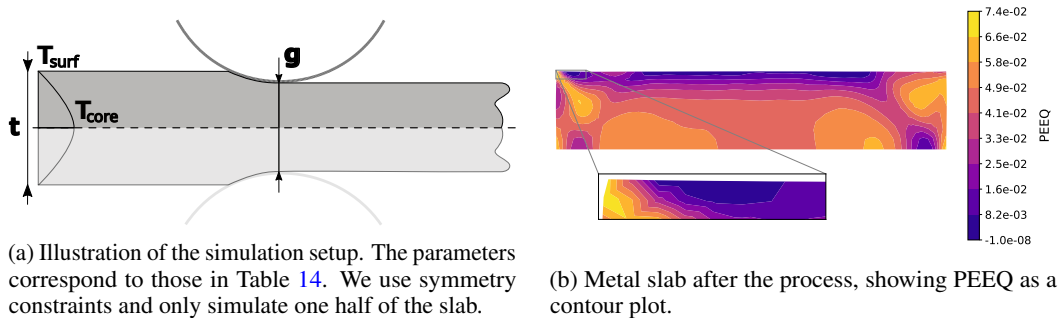 T_surf
g
T_core
t
7.4e-02
6.6e-02
5.8e-02
4.9e-02
4.1e-02
3.3e-02
2.5e-02
1.6e-02
8.2e-03
-1.0e-08
PEEQ
(a) Illustration of the simulation setup. The parameters
correspond to those in Table 14. We use symmetry
constraints and only simulate one half of the slab.
(b) Metal slab after the process, showing PEEQ as a
contour plot.